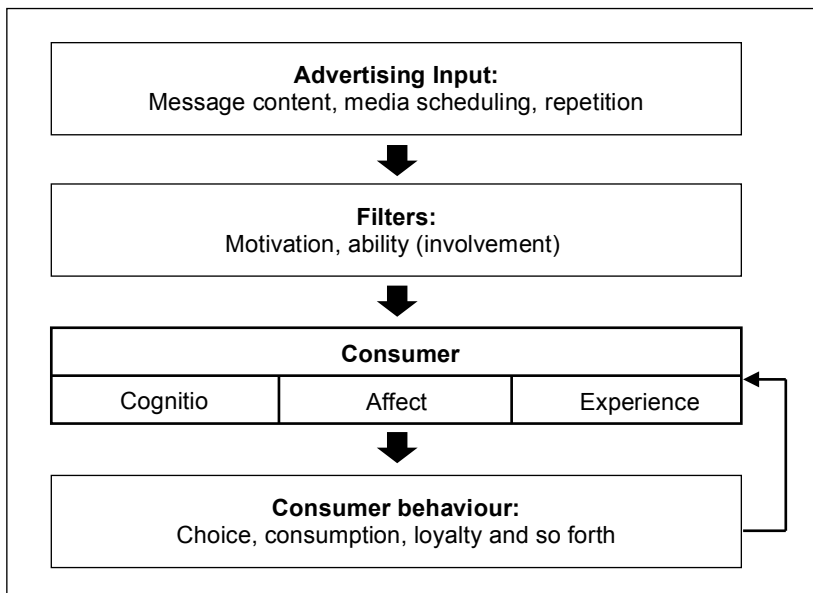 Advertising Input:
Message content, media scheduling, repetition
Filters:
Motivation, ability (involvement)
Consumer
Cognitio
Affect
Experience
Consumer behaviour:
Choice, consumption, loyalty and so forth